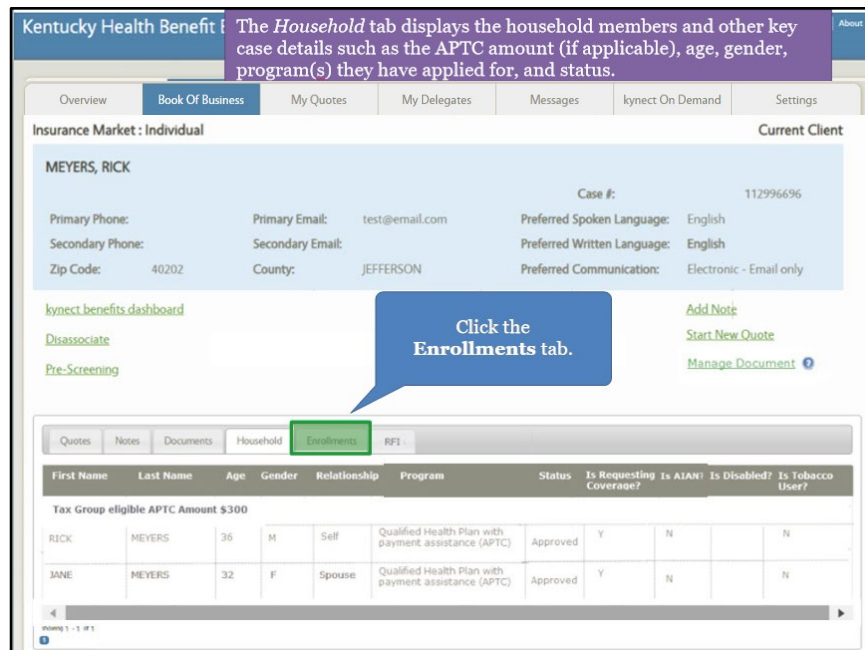 Kentucky Health Benefit E
The Household tab displays the household members and other key
case details such as the APTC amount (if applicable), age, gender,
program(s) they have applied for, and status.
About
Overview Book Of Business My Quotes My Delegates Messages kynect On Demand Settings
Insurance Market : Individual Current Client
MEYERS, RICK
Case #: 112996696
Primary Phone: Primary Email: test@email.com Preferred Spoken Language: English
Secondary Phone: Secondary Email: Preferred Written Language: English
Zip Code: 40202 County: JEFFERSON Preferred Communication: Electronic - Email only
kynect benefits dashboard Add Note
Click the
Enrollments tab.
Disassociate Start New Quote
Pre-Screening Manage Document ?
Quotes Notes Documents Household Enrollments RFI
First Name Last Name Age Gender Relationship Program Status Is Requesting Coverage? Is AIAN? Is Disabled? Is Tobacco User?
Tax Group eligible APTC Amount $300
RICK MEYERS 36 M Self Qualified Health Plan with payment assistance (APTC) Approved Y N N
JANE MEYERS 32 F Spouse Qualified Health Plan with payment assistance (APTC) Approved Y N N
1 - 1 of 1